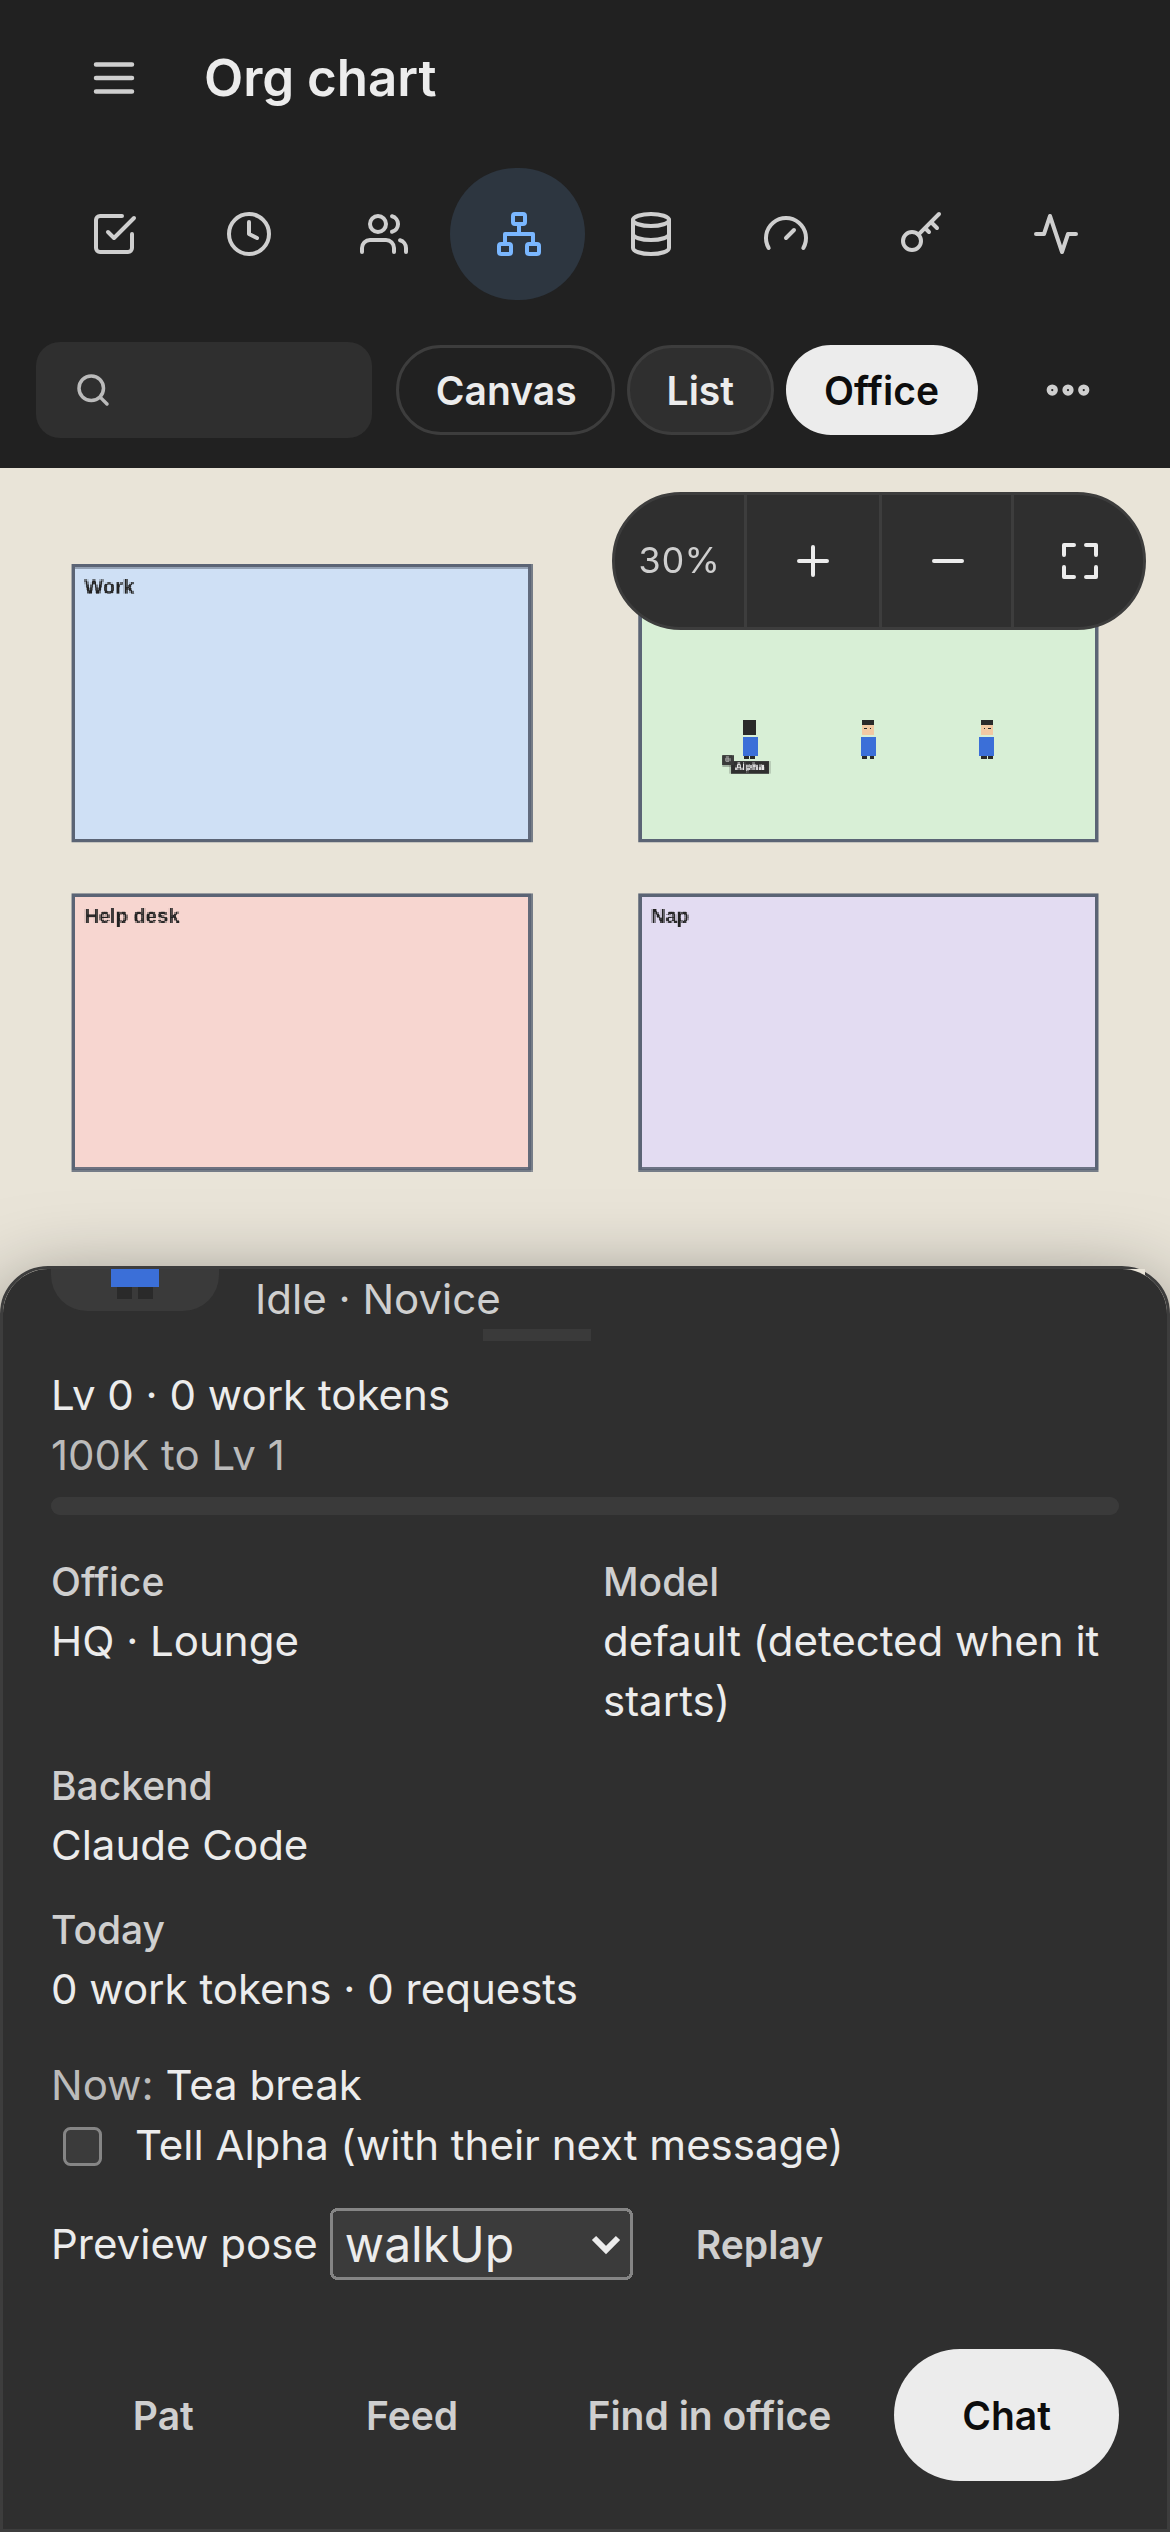 Org chart
Canvas
List
Office
30%
Work
Alpha
Help desk
Nap
Idle · Novice
Lv 0 · 0 work tokens
100K to Lv 1
Office
Model
HQ · Lounge
default (detected when it
starts)
Backend
Claude Code
Today
0 work tokens · 0 requests
Now: Tea break
Tell Alpha (with their next message)
Preview pose walkUp Replay
Pat
Feed
Find in office
Chat